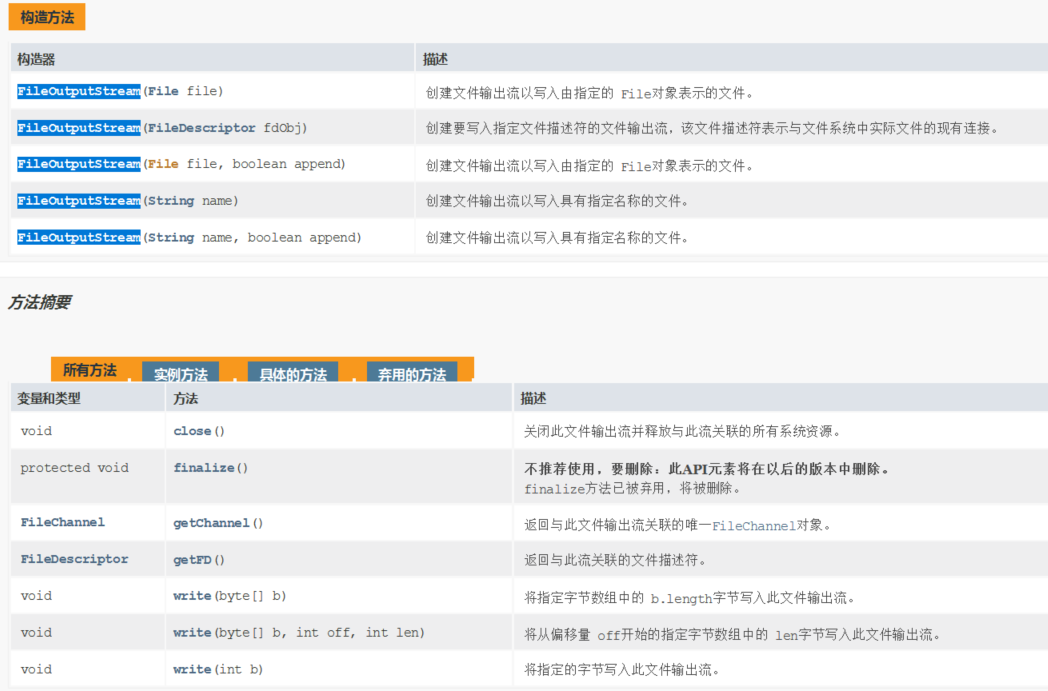 构造方法
构造器 描述
FileOutputStream(File file) 创建文件输出流以写入由指定的 File对象表示的文件。
FileOutputStream(FileDescriptor fdObj) 创建要写入指定文件描述符的文件输出流，该文件描述符表示与文件系统中实际文件的现有连接。
FileOutputStream(File file, boolean append) 创建文件输出流以写入由指定的 File对象表示的文件。
FileOutputStream(String name) 创建文件输出流以写入具有指定名称的文件。
FileOutputStream(String name, boolean append) 创建文件输出流以写入具有指定名称的文件。
方法摘要
所有方法 实例方法 具体的方法 弃用的方法
变量和类型 方法 描述
void close() 关闭此文件输出流并释放与此流关联的所有系统资源。
protected void finalize() 不推荐使用，要删除：此API元素将在以后的版本中删除。
finalize方法已被弃用，将被删除。
FileChannel getChannel() 返回与此文件输出流关联的唯一FileChannel对象。
FileDescriptor getFD() 返回与此流关联的文件描述符。
void write(byte[] b) 将指定字节数组中的 b.length字节写入此文件输出流。
void write(byte[] b, int off, int len) 将从偏移量 off开始的指定字节数组中的 len字节写入此文件输出流。
void write(int b) 将指定的字节写入此文件输出流。